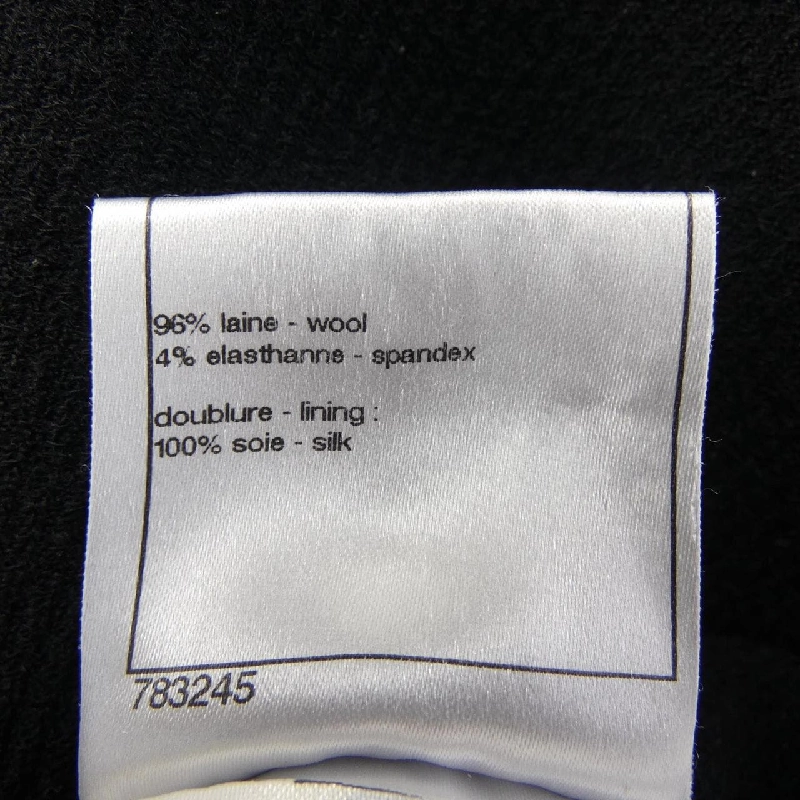 96% laine - wool
4% elasthanne - spandex
doublure - lining :
100% soie - silk
783245